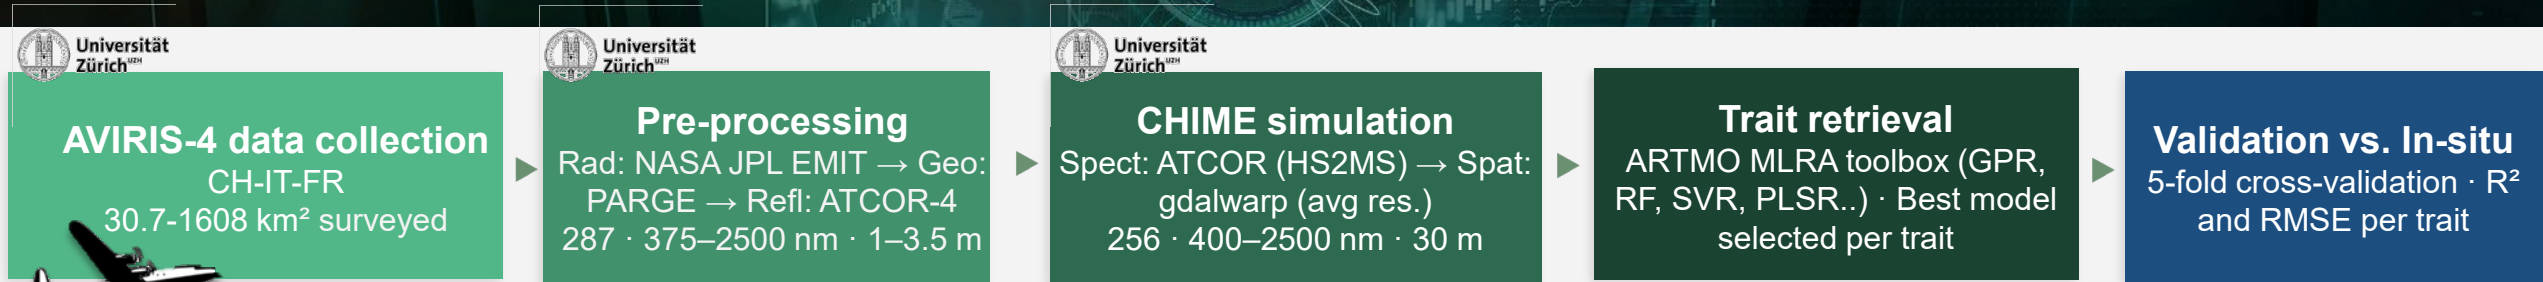 Universität
Zürich UZH
AVIRIS-4 data collection
CH-IT-FR
30.7-1608 km² surveyed
Universität
Zürich UZH
Pre-processing
Rad: NASA JPL EMIT → Geo:
PARGE → Refl: ATCOR-4
287 · 375–2500 nm · 1–3.5 m
Universität
Zürich UZH
CHIME simulation
Spect: ATCOR (HS2MS) → Spat:
gdalwarp (avg res.)
256 · 400–2500 nm · 30 m
Trait retrieval
ARTMO MLRA toolbox (GPR,
RF, SVR, PLSR..) · Best model
selected per trait
Validation vs. In-situ
5-fold cross-validation · R²
and RMSE per trait